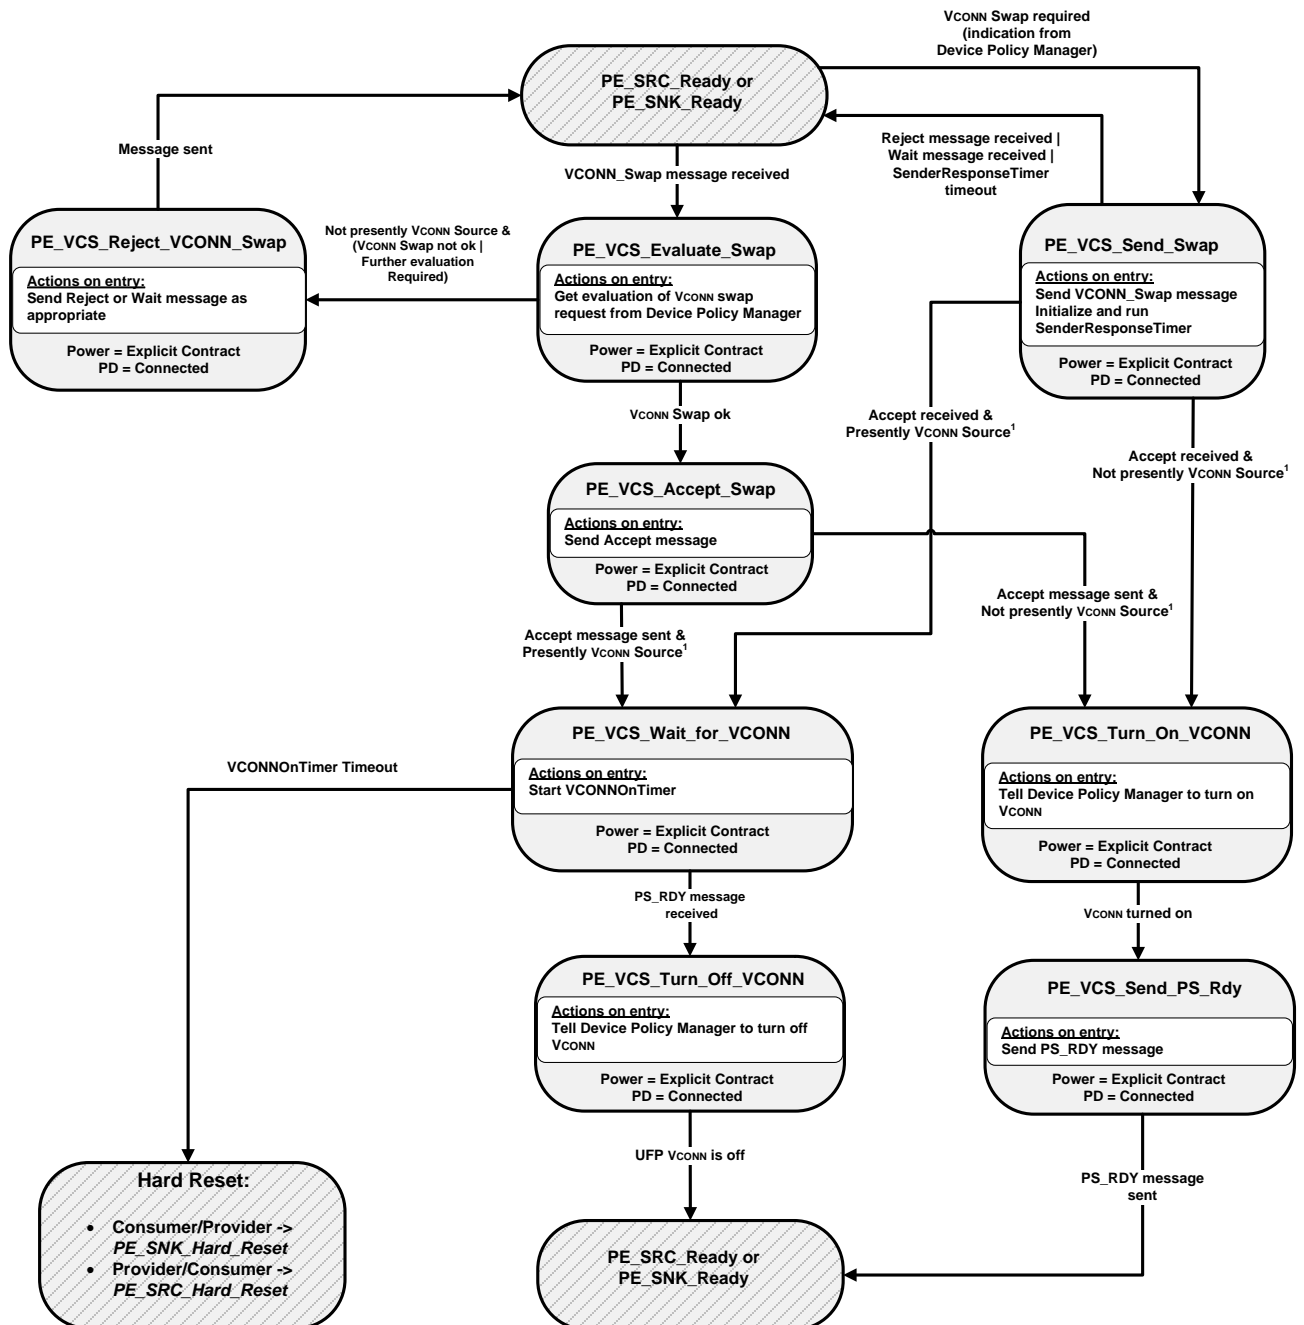 VCONN Swap required
(indication from
Device Policy Manager)
PE_SRC_Ready or
PE_SNK_Ready
Message sent
Reject message received |
Wait message received |
SenderResponseTimer
timeout
VCONN_Swap message received
PE_VCS_Reject_VCONN_Swap
Actions on entry:
Send Reject or Wait message as
appropriate
Power = Explicit Contract
PD = Connected
Not presently VCONN Source &
(VCONN Swap not ok |
Further evaluation
Required)
PE_VCS_Evaluate_Swap
Actions on entry:
Get evaluation of VCONN swap
request from Device Policy Manager
Power = Explicit Contract
PD = Connected
PE_VCS_Send_Swap
Actions on entry:
Send VCONN_Swap message
Initialize and run
SenderResponseTimer
Power = Explicit Contract
PD = Connected
VCONN Swap ok
Accept received &
Presently VCONN Source¹
Accept received &
Not presently VCONN Source¹
PE_VCS_Accept_Swap
Actions on entry:
Send Accept message
Power = Explicit Contract
PD = Connected
Accept message sent &
Not presently VCONN Source¹
Accept message sent &
Presently VCONN Source¹
PE_VCS_Wait_for_VCONN
Actions on entry:
Start VCONNOnTimer
Power = Explicit Contract
PD = Connected
PE_VCS_Turn_On_VCONN
Actions on entry:
Tell Device Policy Manager to turn on
VCONN
Power = Explicit Contract
PD = Connected
VCONNOnTimer Timeout
PS_RDY message
received
VCONN turned on
PE_VCS_Turn_Off_VCONN
Actions on entry:
Tell Device Policy Manager to turn off
VCONN
Power = Explicit Contract
PD = Connected
PE_VCS_Send_PS_Rdy
Actions on entry:
Send PS_RDY message
Power = Explicit Contract
PD = Connected
UFP VCONN is off
PS_RDY message
sent
Hard Reset:
• Consumer/Provider ->
PE_SNK_Hard_Reset
• Provider/Consumer ->
PE_SRC_Hard_Reset
PE_SRC_Ready or
PE_SNK_Ready